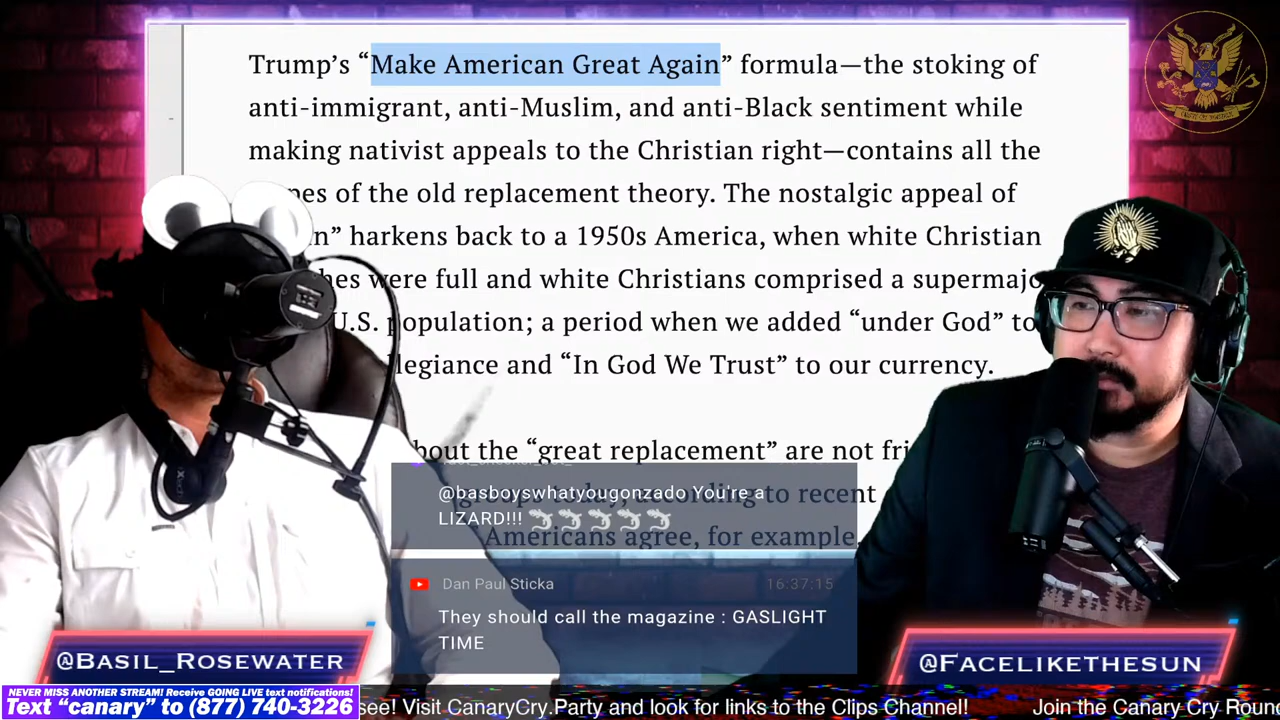 Trump’s “Make American Great Again” formula—the stoking of
anti-immigrant, anti-Muslim, and anti-Black sentiment while
making nativist appeals to the Christian right—contains all the
of the old replacement theory. The nostalgic appeal of
harkens back to a 1950s America, when white Christian
were full and white Christians comprised a
U.S. population; a period when we added “under God” to
and “In God We Trust” to our currency.
the “great replacement” are not
@basboyswhatyougonzado You're a
LIZARD!!! 🦎🦎🦎🦎🦎
today, according to recent
Americans agree, for example,
Dan Paul Sticka 16:37:15
They should call the magazine : GASLIGHT
TIME
@Basil_Rosewater
@Facelikethesun
NEVER MISS ANOTHER STREAM! Receive GOING LIVE text notifications!
Text “canary” to (877) 740-3226
see! Visit CanaryCry.Party and look for links to the Clips Channel! Join the Canary Cry